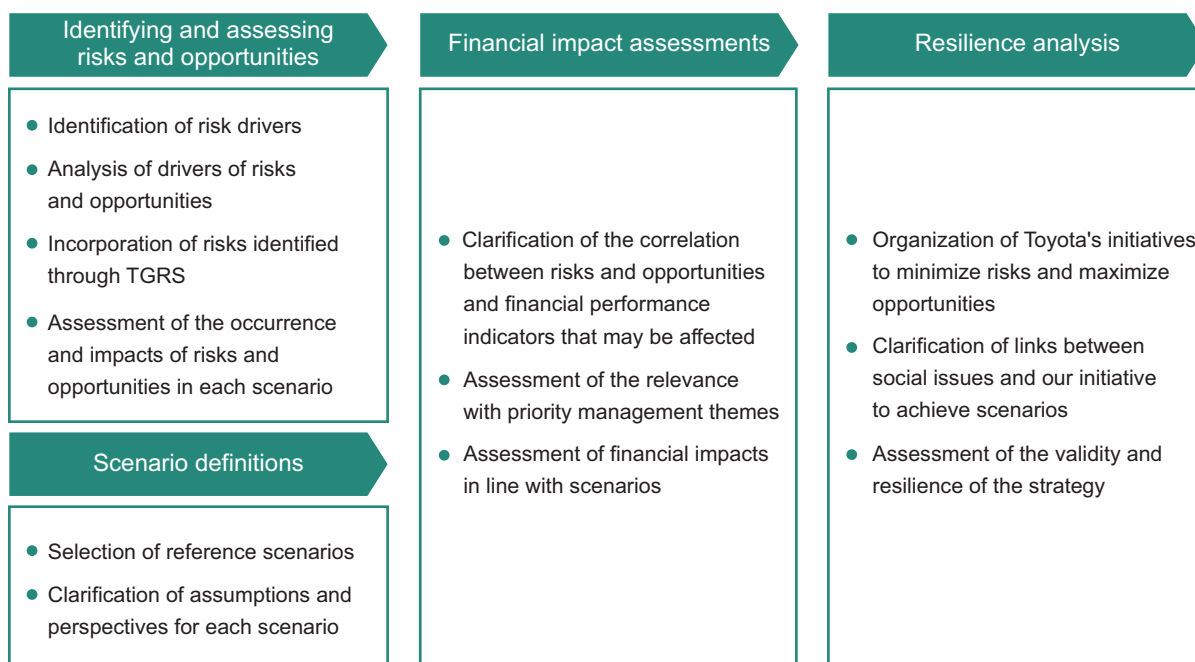 Identifying and assessing
risks and opportunities
Identification of risk drivers
Analysis of drivers of risks
and opportunities
Incorporation of risks identified
through TGRS
Assessment of the occurrence
and impacts of risks and
opportunities in each scenario
Scenario definitions
Selection of reference scenarios
Clarification of assumptions and
perspectives for each scenario
Financial impact assessments
Clarification of the correlation
between risks and opportunities
and financial performance
indicators that may be affected
Assessment of the relevance
with priority management themes
Assessment of financial impacts
in line with scenarios
Resilience analysis
Organization of Toyota's initiatives
to minimize risks and maximize
opportunities
Clarification of links between
social issues and our initiative
to achieve scenarios
Assessment of the validity and
resilience of the strategy